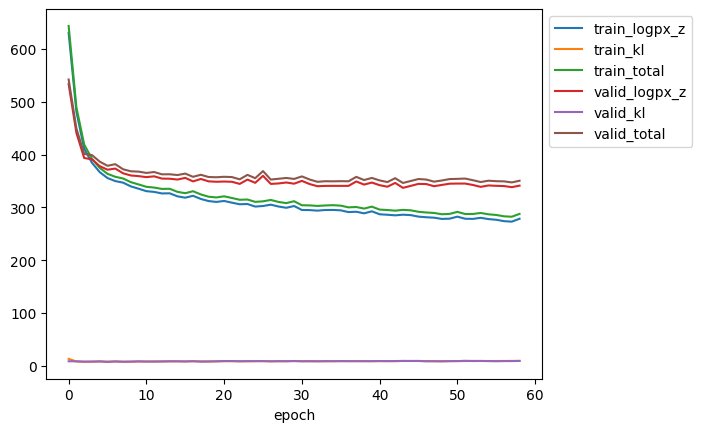 600
500
400
300
200
100
0
0 10 20 30 40 50 60
epoch
train_logpx_z
train_kl
train_total
valid_logpx_z
valid_kl
valid_total